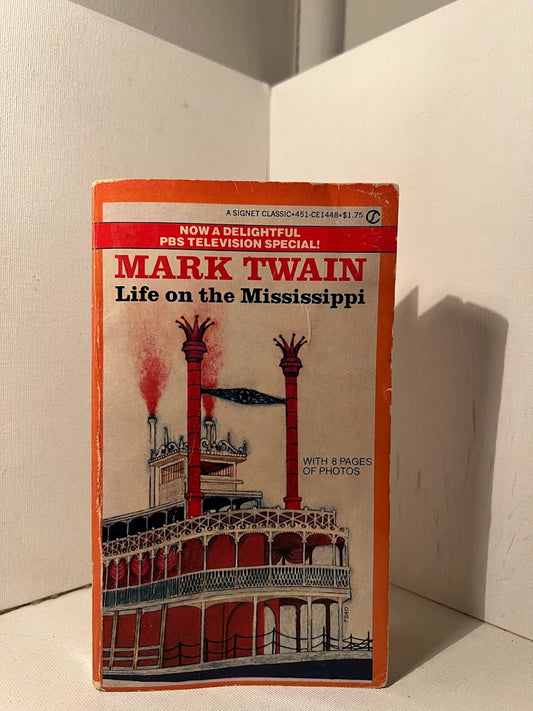 A SIGNET CLASSIC•451-CE1448•$1.75
NOW A DELIGHTFUL
PBS TELEVISION SPECIAL!
MARK TWAIN
Life on the Mississippi
WITH 8 PAGES
OF PHOTOS